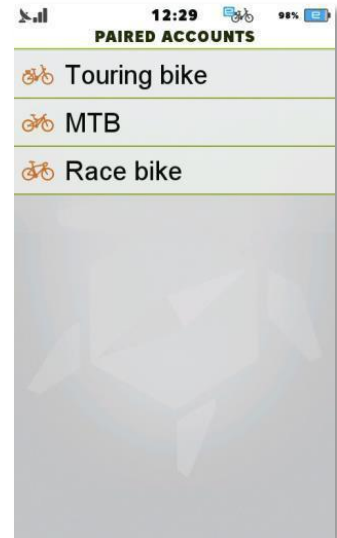 12:29
98%
PAIRED ACCOUNTS
Touring bike
MTB
Race bike